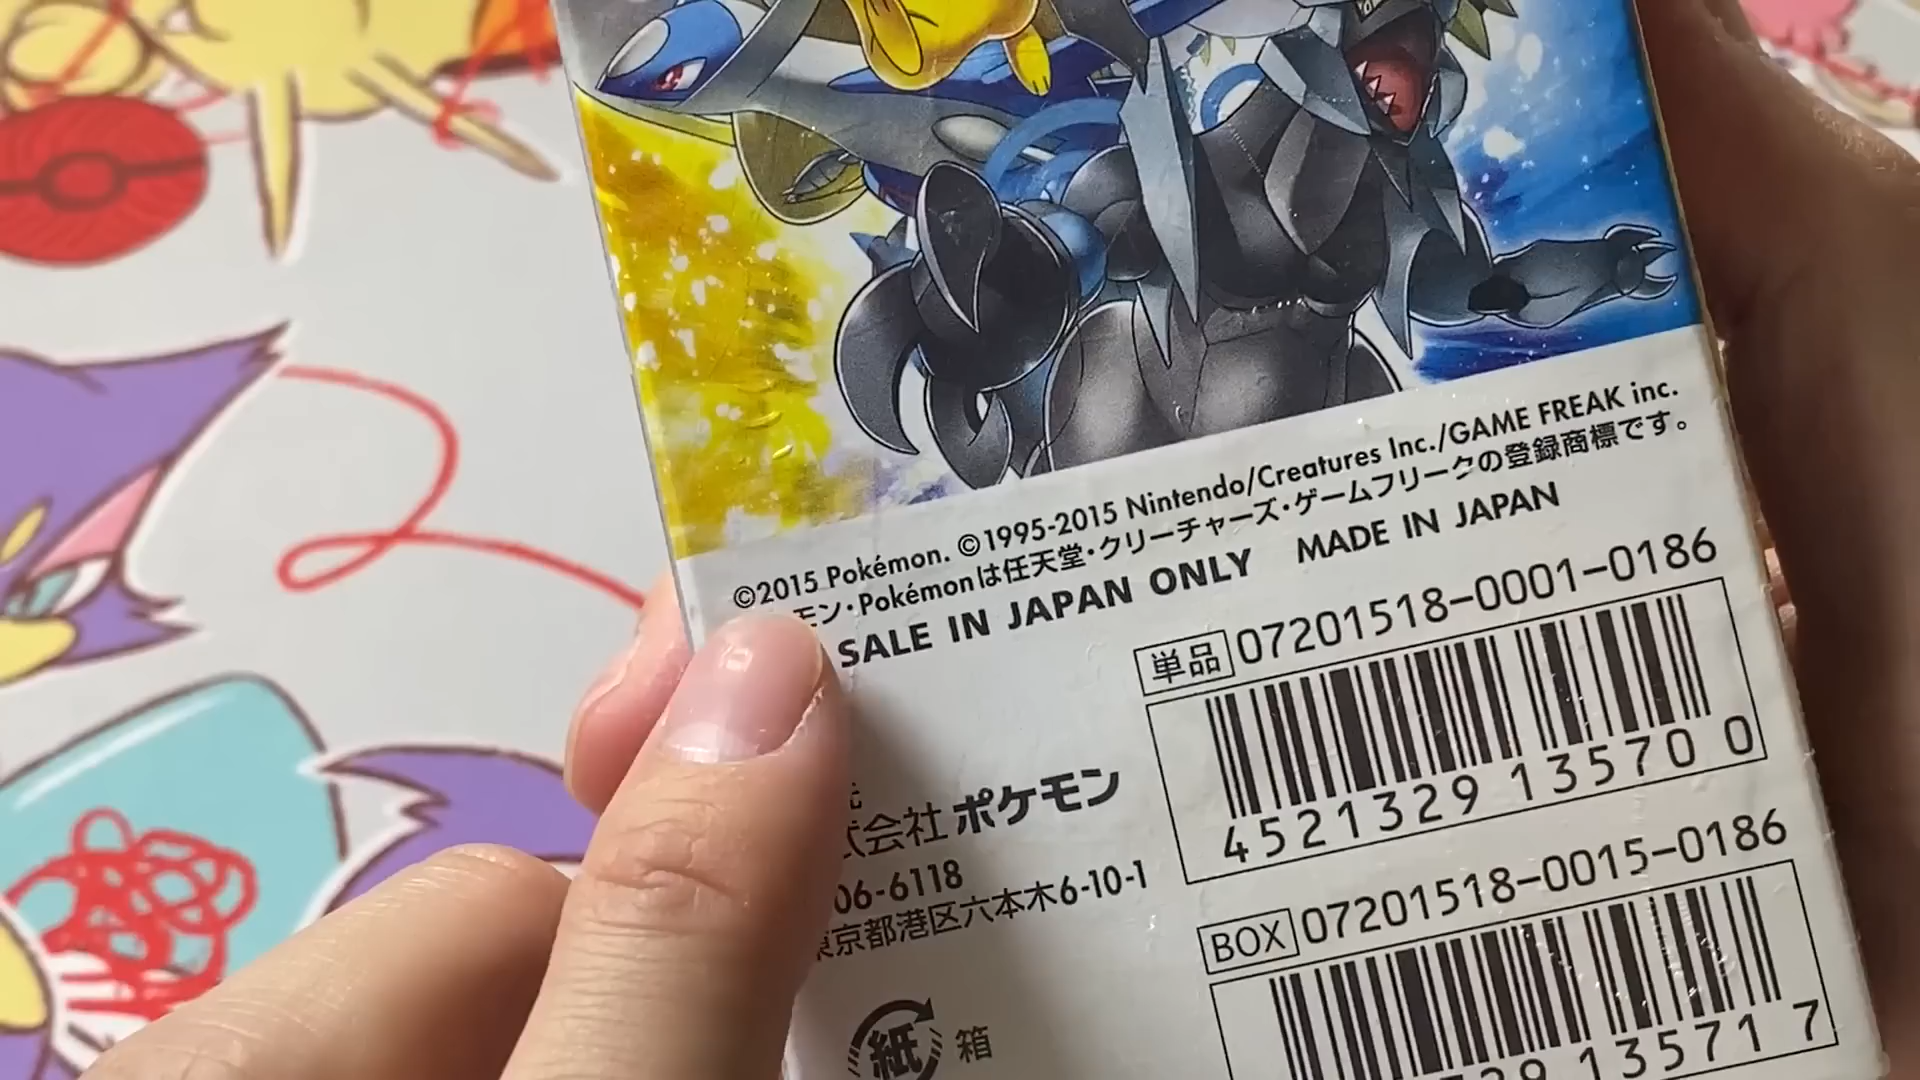 ©2015 Pokémon. ©1995-2015 Nintendo/Creatures Inc./GAME FREAK inc.
モン・Pokémonは任天堂・クリーチャーズ・ゲームフリークの登録商標です。
SALE IN JAPAN ONLY MADE IN JAPAN
単品 07201518-0001-0186
4521329 13570 0
式会社 ポケモン
06-6118
東京都港区六本木6-10-1
BOX 07201518-0015-0186
29 13571 7
紙 箱